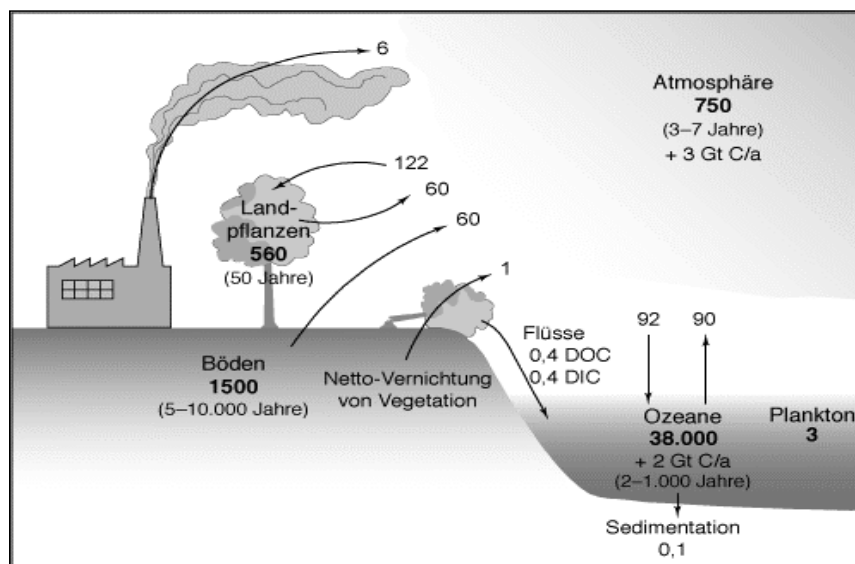 6
Atmosphäre
750
(3–7 Jahre)
+ 3 Gt C/a
122
60
60
Land-
pflanzen
560
(50 Jahre)
1
Flüsse
0,4 DOC
0,4 DIC
92
90
Böden
1500
(5–10.000 Jahre)
Netto-Vernichtung
von Vegetation
Ozeane
38.000
+ 2 Gt C/a
(2–1.000 Jahre)
Plankton
3
Sedimentation
0,1